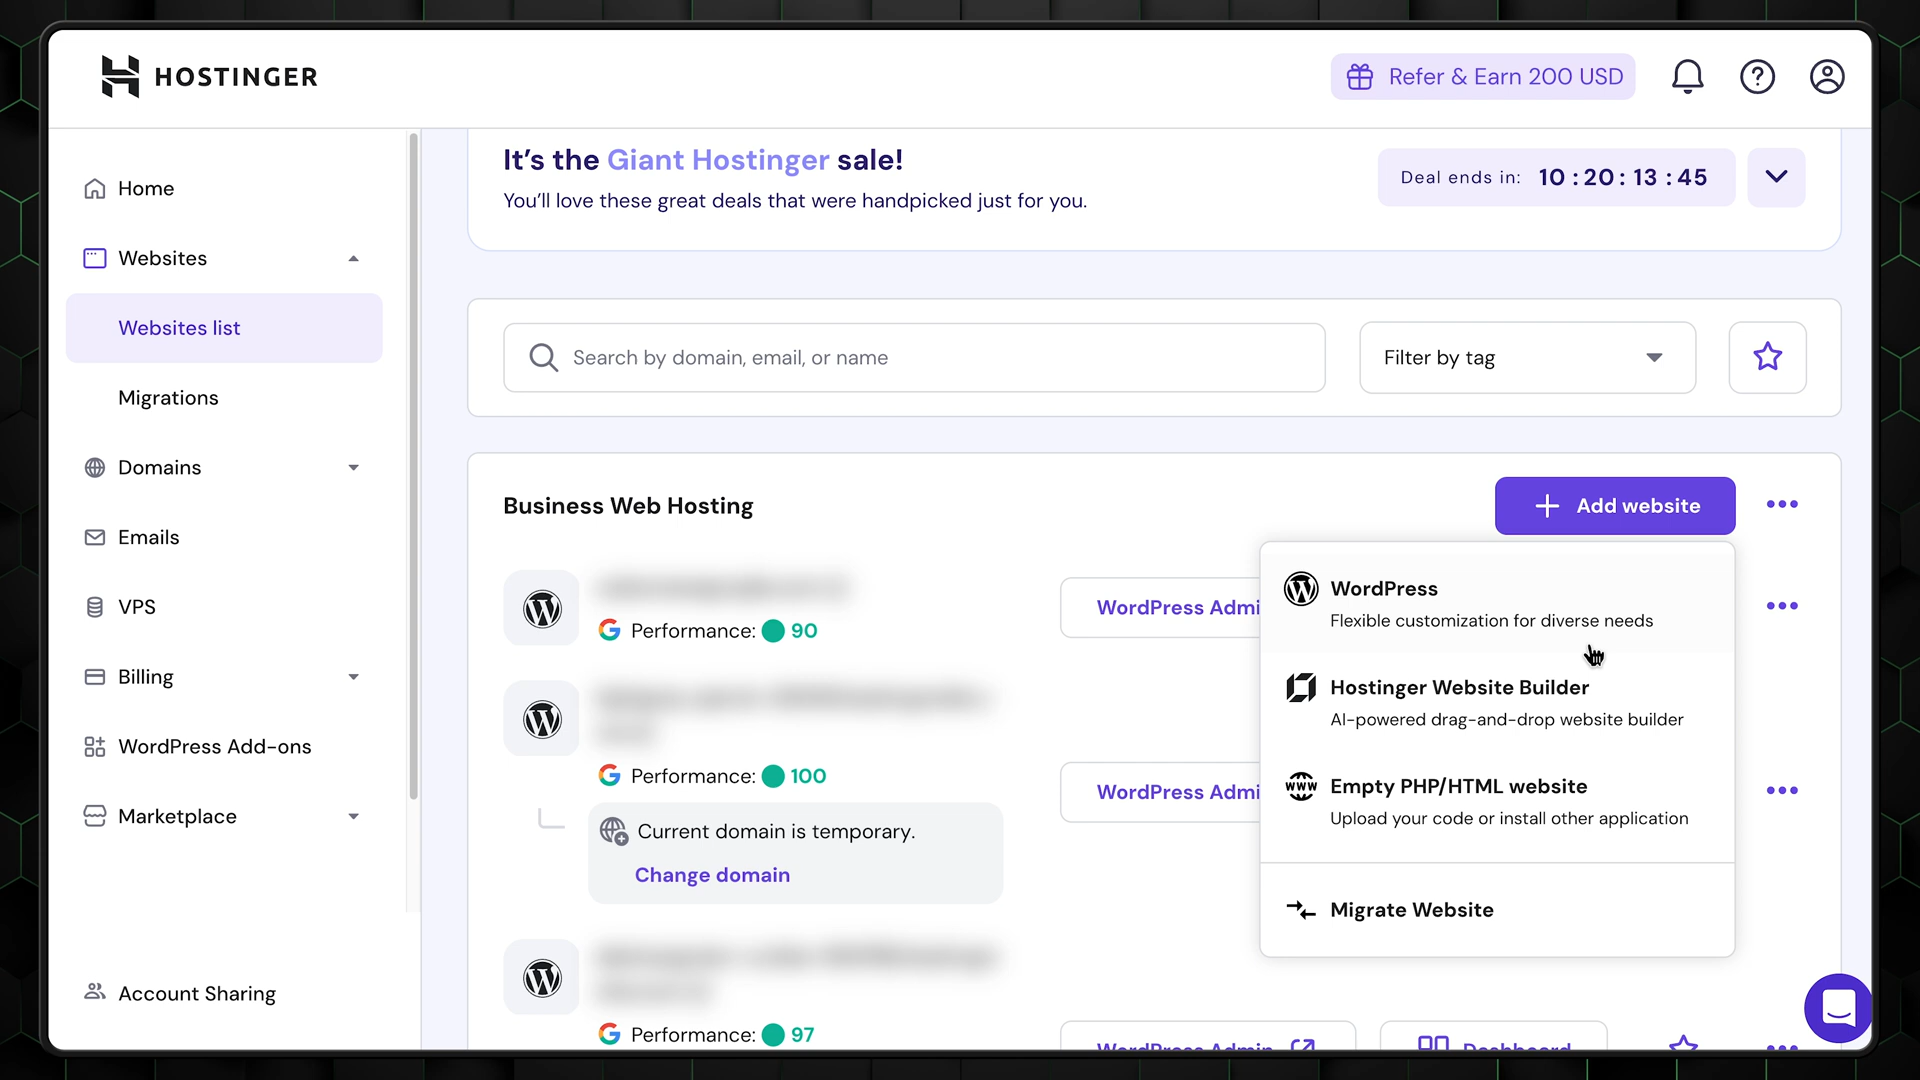 HOSTINGER
Refer & Earn 200 USD
It's the Giant Hostinger sale!
You'll love these great deals that were handpicked just for you.
Deal ends in: 10 : 20 : 13 : 45
Home
Websites
Websites list
Migrations
Domains
Emails
VPS
Billing
WordPress Add-ons
Marketplace
Account Sharing
Search by domain, email, or name
Filter by tag
Business Web Hosting
Add website
Performance: 90
WordPress Admi
Performance: 100
WordPress Admi
Current domain is temporary.
Change domain
Performance: 97
WordPress Admin
Dashboard
WordPress
Flexible customization for diverse needs
Hostinger Website Builder
AI-powered drag-and-drop website builder
www
Empty PHP/HTML website
Upload your code or install other application
Migrate Website